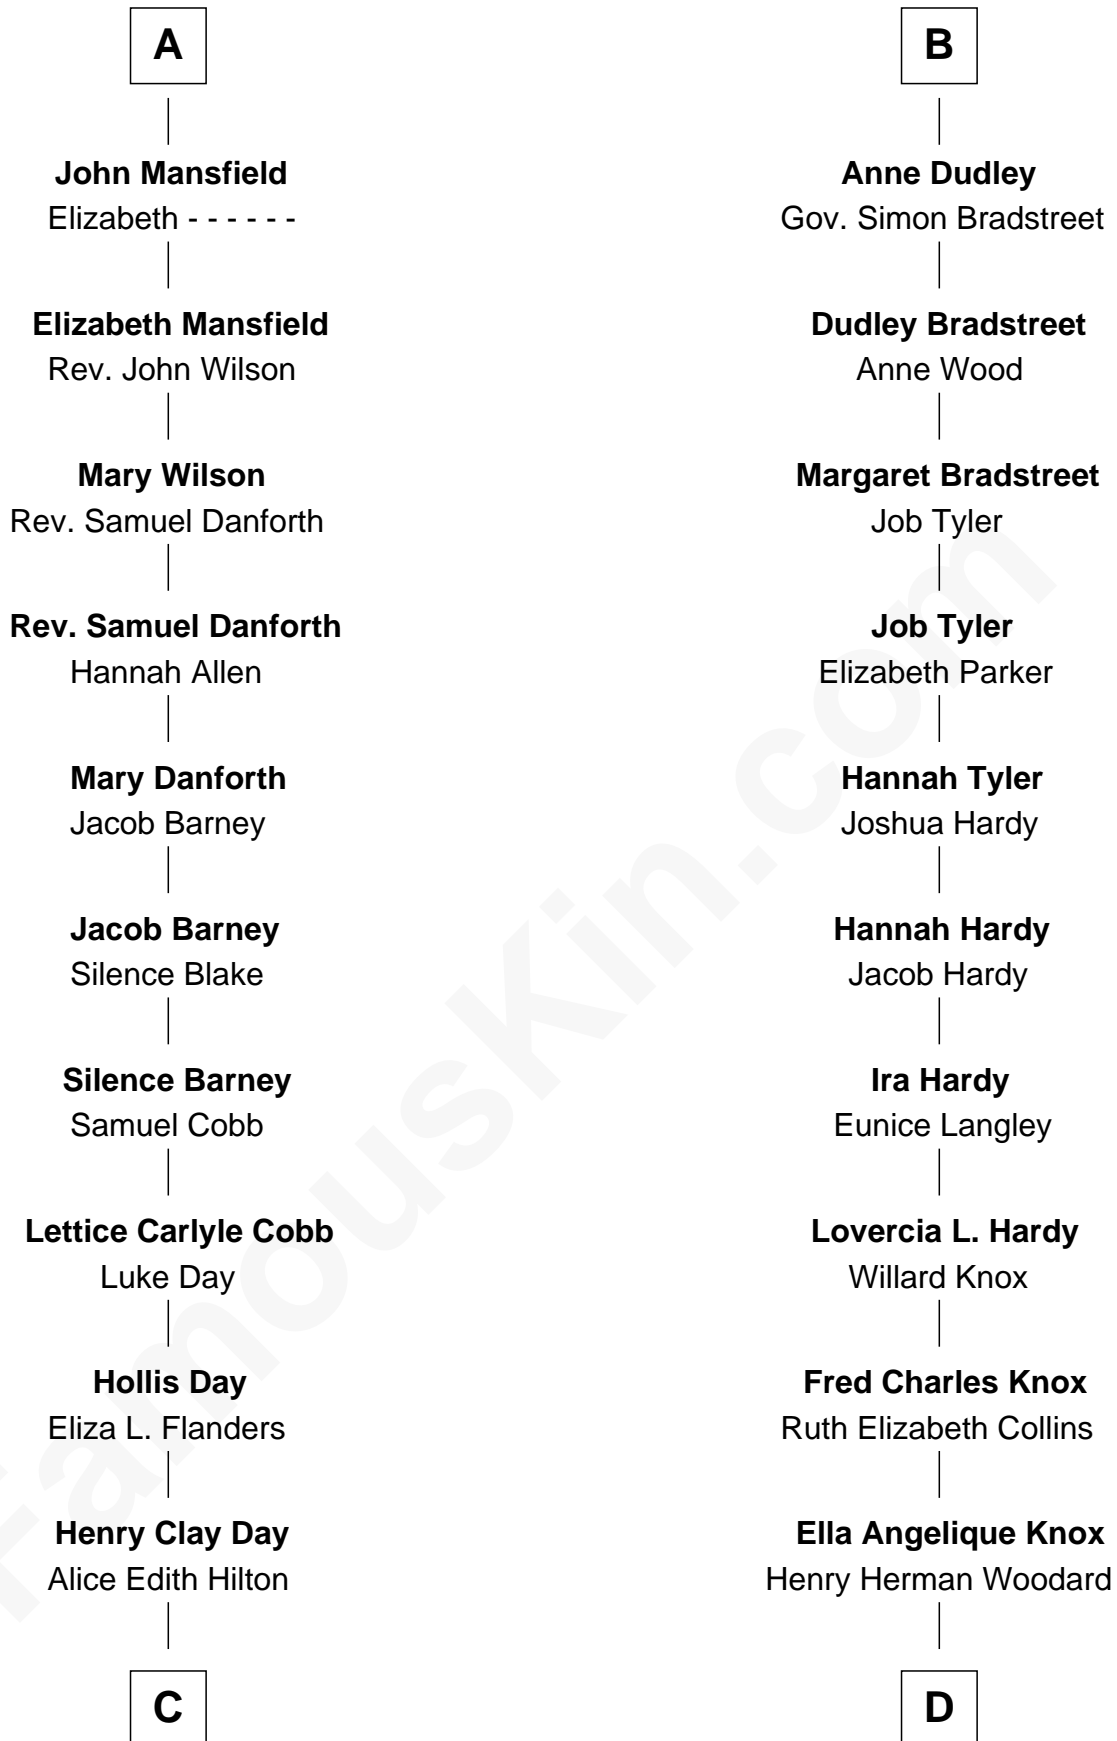 A
John Mansfield
Elizabeth - - - - - -
Elizabeth Mansfield
Rev. John Wilson
Mary Wilson
Rev. Samuel Danforth
Rev. Samuel Danforth
Hannah Allen
Mary Danforth
Jacob Barney
Jacob Barney
Silence Blake
Silence Barney
Samuel Cobb
Lettice Carlyle Cobb
Luke Day
Hollis Day
Eliza L. Flanders
Henry Clay Day
Alice Edith Hilton
C
B
Anne Dudley
Gov. Simon Bradstreet
Dudley Bradstreet
Anne Wood
Margaret Bradstreet
Job Tyler
Job Tyler
Elizabeth Parker
Hannah Tyler
Joshua Hardy
Hannah Hardy
Jacob Hardy
Ira Hardy
Eunice Langley
Lovercia L. Hardy
Willard Knox
Fred Charles Knox
Ruth Elizabeth Collins
Ella Angelique Knox
Henry Herman Woodard
D
FamousKin.com